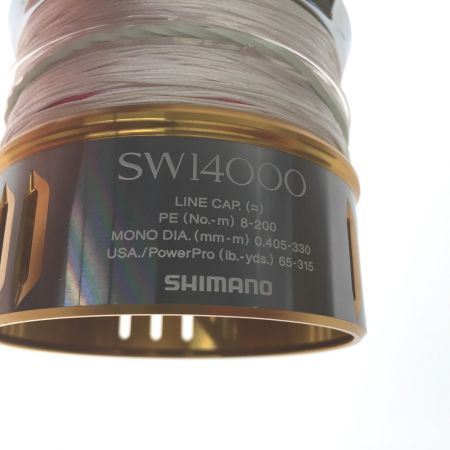 SW14000
LINE CAP. (≈)
PE (No.-m) 8-200
MONO DIA. (mm-m) 0.405-330
USA./PowerPro (lb.-yds.) 65-315
SHIMANO